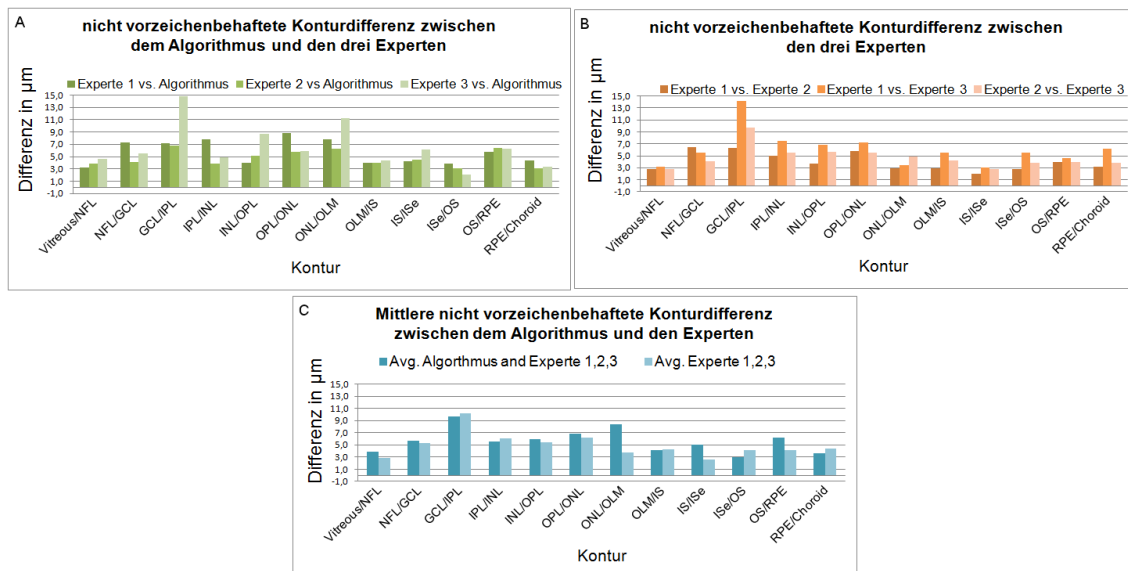 A
nicht vorzeichenbehaftete Konturdifferenz zwischen
dem Algorithmus und den drei Experten
Experte 1 vs. Algorithmus
Experte 2 vs Algorithmus
Experte 3 vs. Algorithmus
Differenz in µm
15,0
13,0
11,0
9,0
7,0
5,0
3,0
1,0
-1,0
Vitreous/NFL
NFL/GCL
GCL/IPL
IPL/INL
INL/OPL
OPL/ONL
ONL/OLM
OLM/IS
IS/ISe
ISe/OS
OS/RPE
RPE/Choroid
Kontur
B
nicht vorzeichenbehaftete Konturdifferenz zwischen
den drei Experten
Experte 1 vs. Experte 2
Experte 1 vs. Experte 3
Experte 2 vs. Experte 3
Differenz in µm
15,0
13,0
11,0
9,0
7,0
5,0
3,0
1,0
-1,0
Vitreous/NFL
NFL/GCL
GCL/IPL
IPL/INL
INL/OPL
OPL/ONL
ONL/OLM
OLM/IS
IS/ISe
ISe/OS
OS/RPE
RPE/Choroid
Kontur
C
Mittlere nicht vorzeichenbehaftete Konturdifferenz
zwischen dem Algorithmus und den Experten
Avg. Algorthmus and Experte 1,2,3
Avg. Experte 1,2,3
Differenz in µm
15,0
13,0
11,0
9,0
7,0
5,0
3,0
1,0
-1,0
Vitreous/NFL
NFL/GCL
GCL/IPL
IPL/INL
INL/OPL
OPL/ONL
ONL/OLM
OLM/IS
IS/ISe
ISe/OS
OS/RPE
RPE/Choroid
Kontur